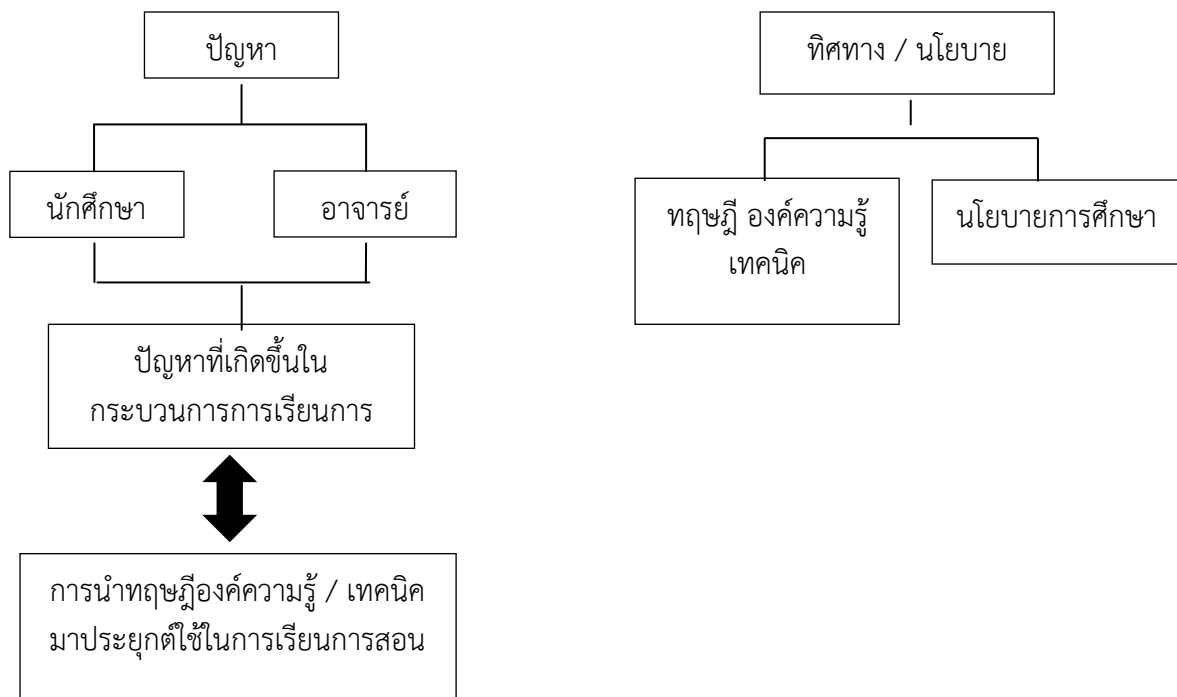 ปัญหา
นักศึกษา
อาจารย์
ปัญหาที่เกิดขึ้นใน
กระบวนการการเรียนการ
การนำทฤษฎีองค์ความรู้ / เทคนิค
มาประยุกต์ใช้ในการเรียนการสอน
ทิศทาง / นโยบาย
ทฤษฎี องค์ความรู้
เทคนิค
นโยบายการศึกษา